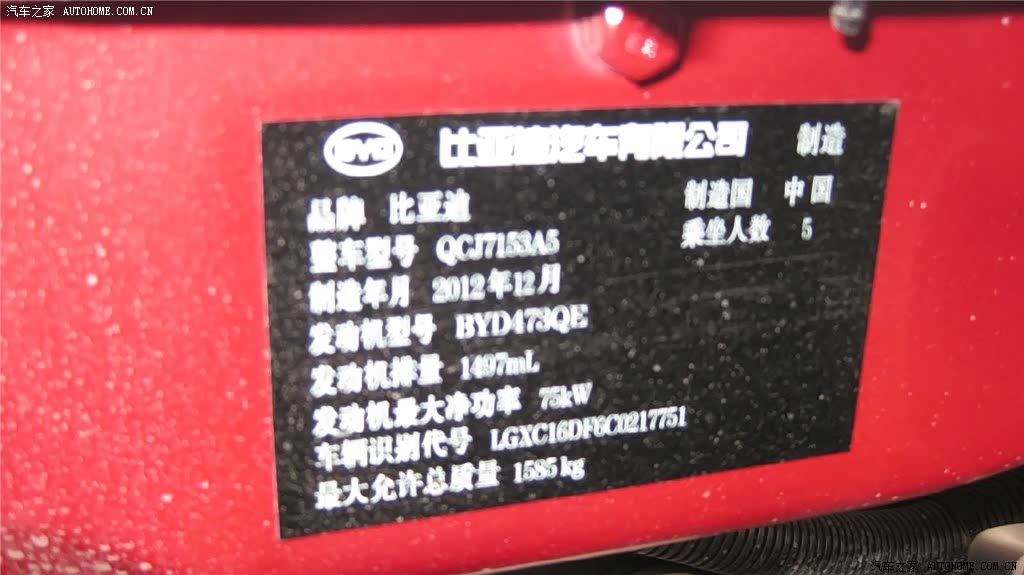 汽车之家 AUTOHOME.COM.CN
BYD 比亚迪汽车有限公司 制造
品牌 比亚迪 制造国 中国
整车型号 QCJ7153A5 乘坐人数 5
制造年月 2012年12月
发动机型号 BYD473QE
发动机排量 1497mL
发动机最大净功率 75kW
车辆识别代号 LGXC16DF6C0217751
最大允许总质量 1585kg
汽车之家 AUTOHOME.COM.CN